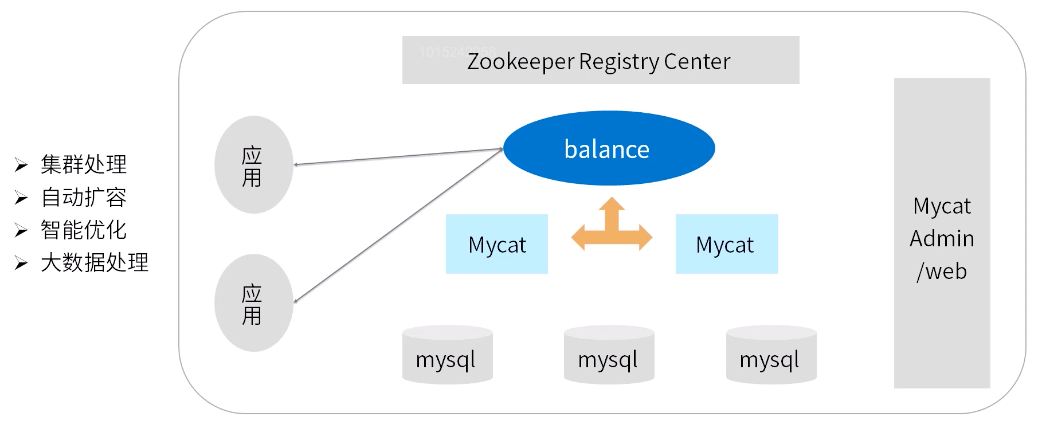 Zookeeper Registry Center
应
用
balance
集群处理
自动扩容
智能优化
大数据处理
Mycat
Mycat
Mycat
Admin
/web
应
用
mysql
mysql
mysql